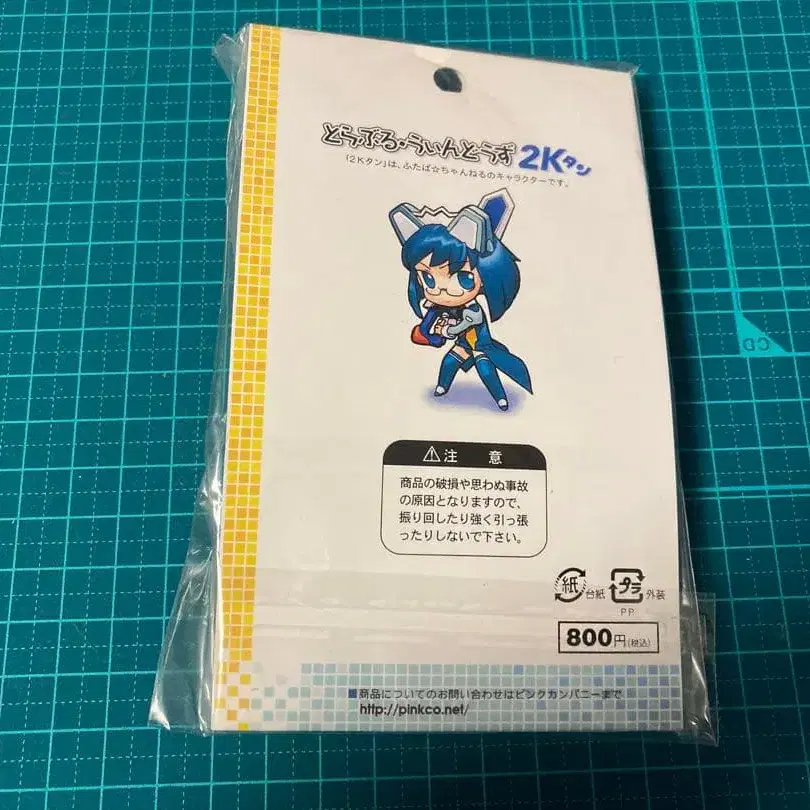 とらぶる・うぃんどうず 2Kタン
「2Kタン」は、ふたば☆ちゃんねるのキャラクターです。
⚠注 意
商品の破損や思わぬ事故
の原因となりますので、
振り回したり強く引っ張
ったりしないで下さい。
紙 台紙 プラ 外装
PP
800円(税込)
■商品についてのお問い合わせはピンクカンパニーまで
http://pinkco.net/
CD